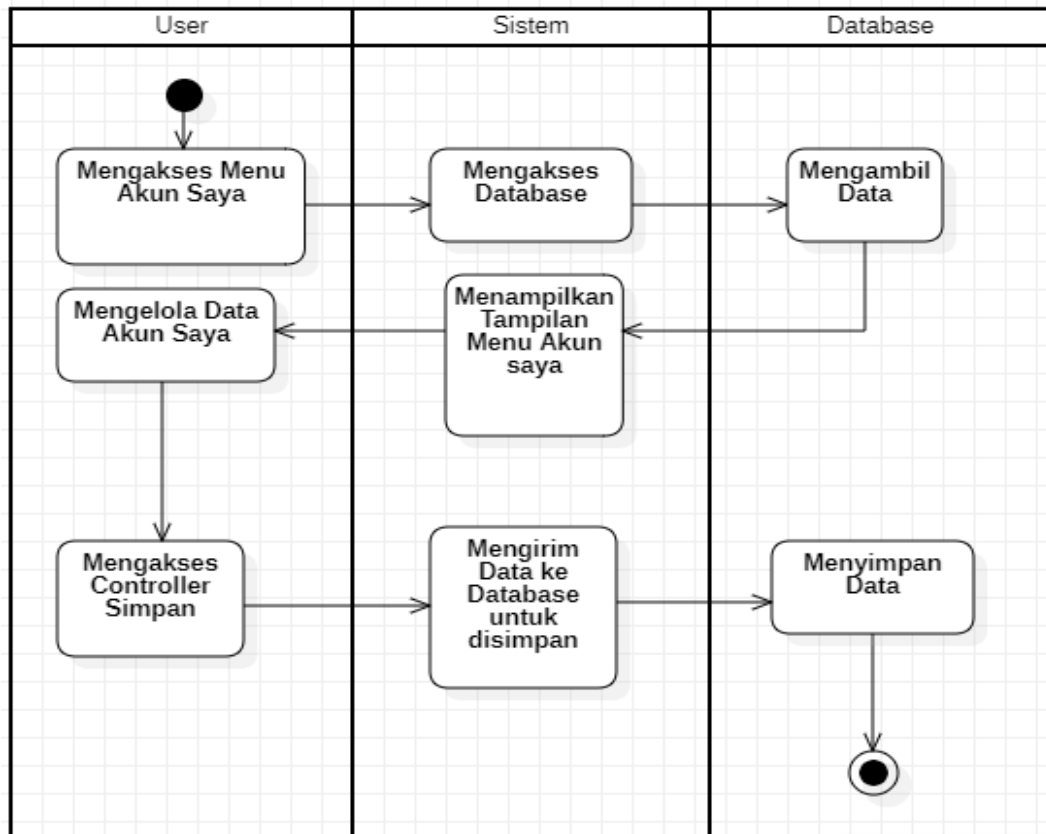 User
Sistem
Database
Mengakses Menu
Akun Saya
Mengakses
Database
Mengambil
Data
Mengelola Data
Akun Saya
Menampilkan
Tampilan
Menu Akun
saya
Mengakses
Controller
Simpan
Mengirim
Data ke
Database
untuk
disimpan
Menyimpan
Data